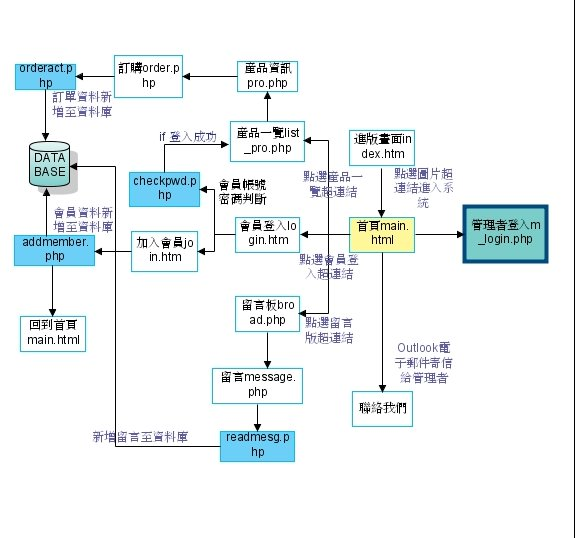 orderact.p
hp
訂購order.p
hp
產品資訊
pro.php
訂單資料新
增至資料庫
if 登入成功
產品一覽list
_pro.php
進版畫面in
dex.htm
DATA
BASE
checkpwd.p
hp
會員帳號
密碼判斷
點選產品一
覽超連結
點選圖片超
連結進入系
統
會員資料新
增至資料庫
addmember.
php
加入會員jo
in.htm
會員登入lo
gin.htm
首頁main.
html
管理者登入m
_login.php
點選會員登
入超連結
回到首頁
main.html
留言板bro
ad.php
點選留言
版超連結
Outlook電
子郵件寄信
給管理者
留言message.
php
聯絡我們
新增留言至資料庫
readmesg.p
hp